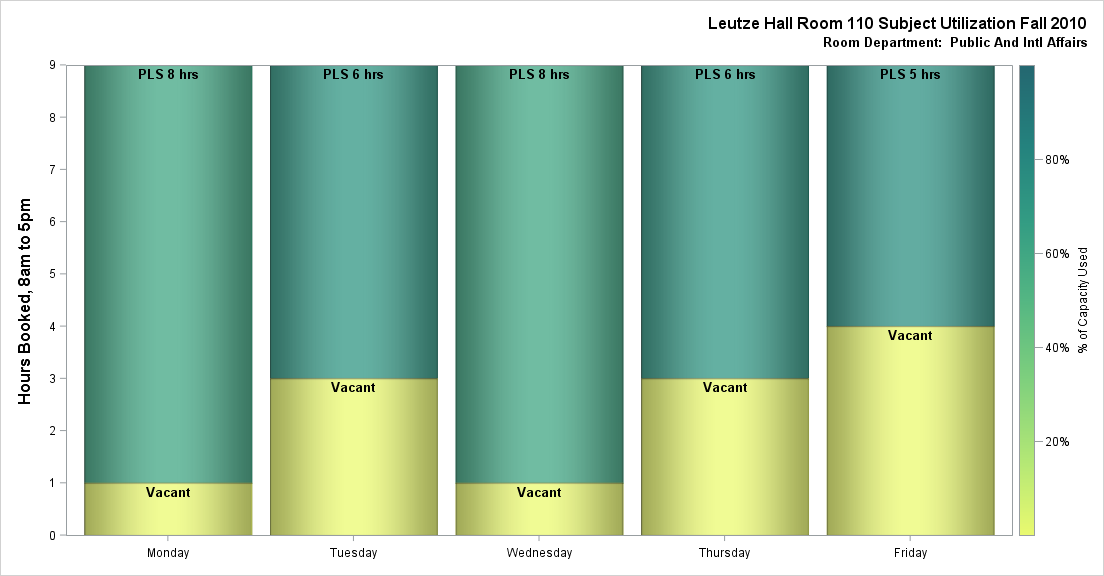 Leutze Hall Room 110 Subject Utilization Fall 2010
Room Department:  Public And Intl Affairs
Hours Booked, 8am to 5pm
9
8
7
6
5
4
3
2
1
0
PLS 8 hrs
PLS 6 hrs
PLS 8 hrs
PLS 6 hrs
PLS 5 hrs
Vacant
Vacant
Vacant
Vacant
Vacant
Monday
Tuesday
Wednesday
Thursday
Friday
80%
60%
40%
20%
% of Capacity Used